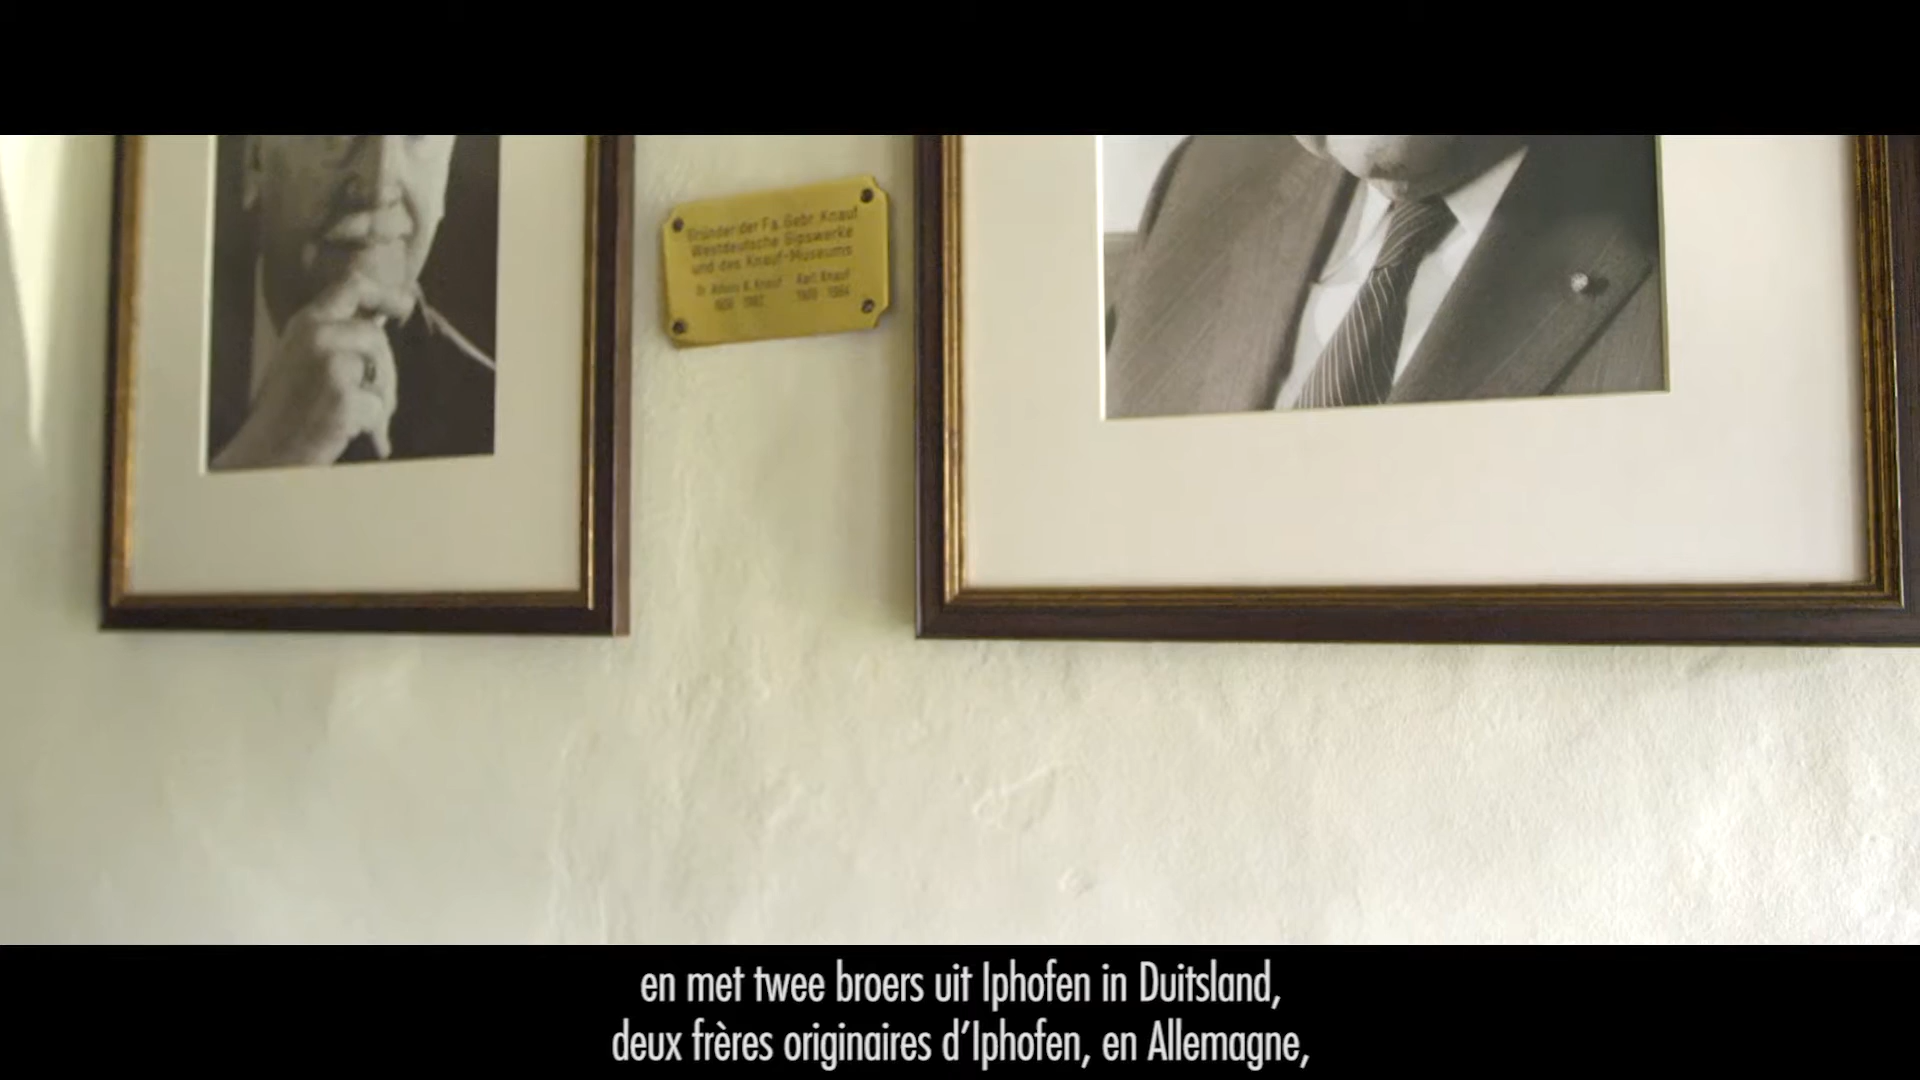 Gründer der Fa. Gebr. Knauf
Westdeutsche Gipswerke
und des Knauf-Museums
Dr. Alfons N. Knauf Karl Knauf
en met twee broers uit Iphofen in Duitsland,
deux frères originaires d’Iphofen, en Allemagne,